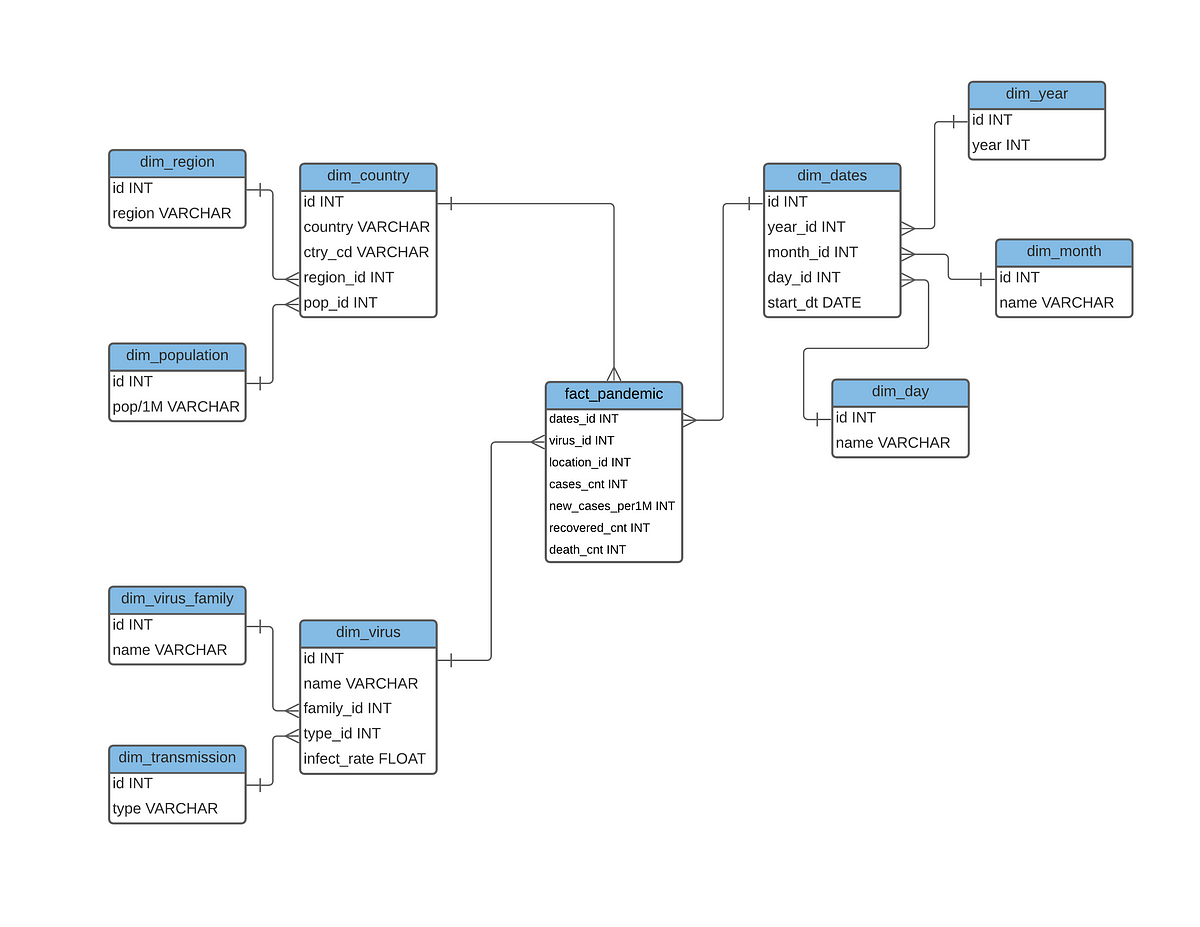 dim_year
id INT
year INT
dim_region
id INT
region VARCHAR
dim_country
id INT
country VARCHAR
ctry_cd VARCHAR
region_id INT
pop_id INT
dim_dates
id INT
year_id INT
month_id INT
day_id INT
start_dt DATE
dim_month
id INT
name VARCHAR
dim_population
id INT
pop/1M VARCHAR
fact_pandemic
dates_id INT
virus_id INT
location_id INT
cases_cnt INT
new_cases_per1M INT
recovered_cnt INT
death_cnt INT
dim_day
id INT
name VARCHAR
dim_virus_family
id INT
name VARCHAR
dim_virus
id INT
name VARCHAR
family_id INT
type_id INT
infect_rate FLOAT
dim_transmission
id INT
type VARCHAR